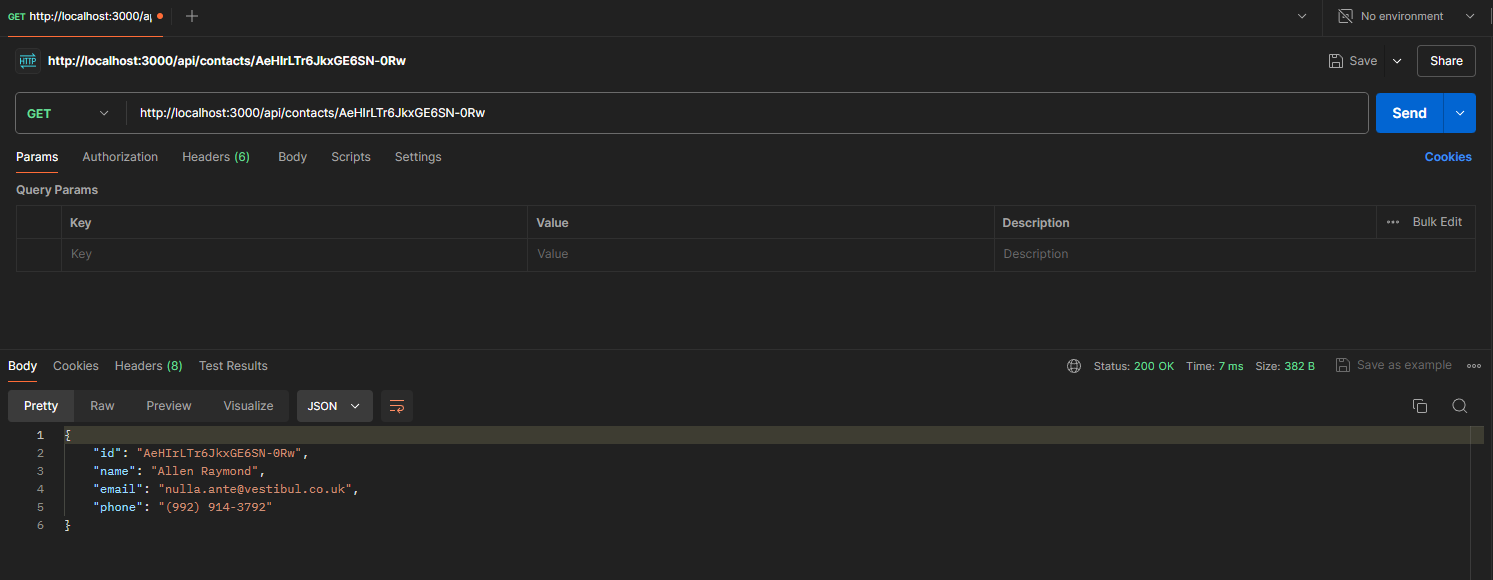 GET http://localhost:3000/a
No environment
HTTP http://localhost:3000/api/contacts/AeHIrLTr6JkxGE6SN-0Rw
Save
Share
GET http://localhost:3000/api/contacts/AeHIrLTr6JkxGE6SN-0Rw
Send
Params Authorization Headers (6) Body Scripts Settings Cookies
Query Params
Key Value Description ••• Bulk Edit
Key Value Description
Body Cookies Headers (8) Test Results Status: 200 OK Time: 7 ms Size: 382 B Save as example
Pretty Raw Preview Visualize JSON
1 {
2 "id": "AeHIrLTr6JkxGE6SN-0Rw",
3 "name": "Allen Raymond",
4 "email": "nulla.ante@vestibul.co.uk",
5 "phone": "(992) 914-3792"
6 }